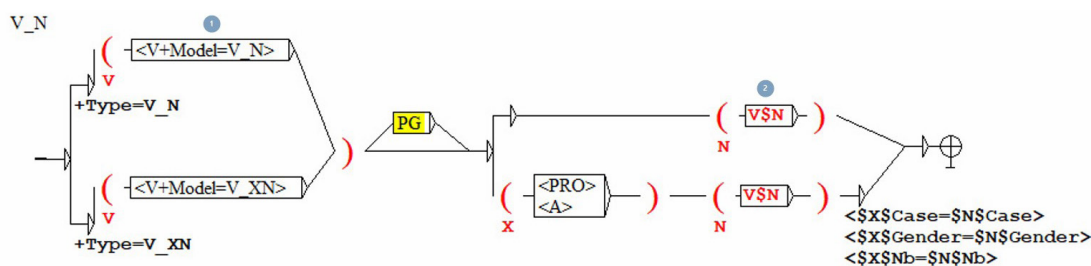 V_N
1
( <V+Model=V_N>
V
+Type=V_N
PG
)
( <V+Model=V_XN>
V
+Type=V_XN
2
( V$N )
N
( <PRO> )
<A>
X
( V$N )
N
<$X$Case=$N$Case>
<$X$Gender=$N$Gender>
<$X$Nb=$N$Nb>